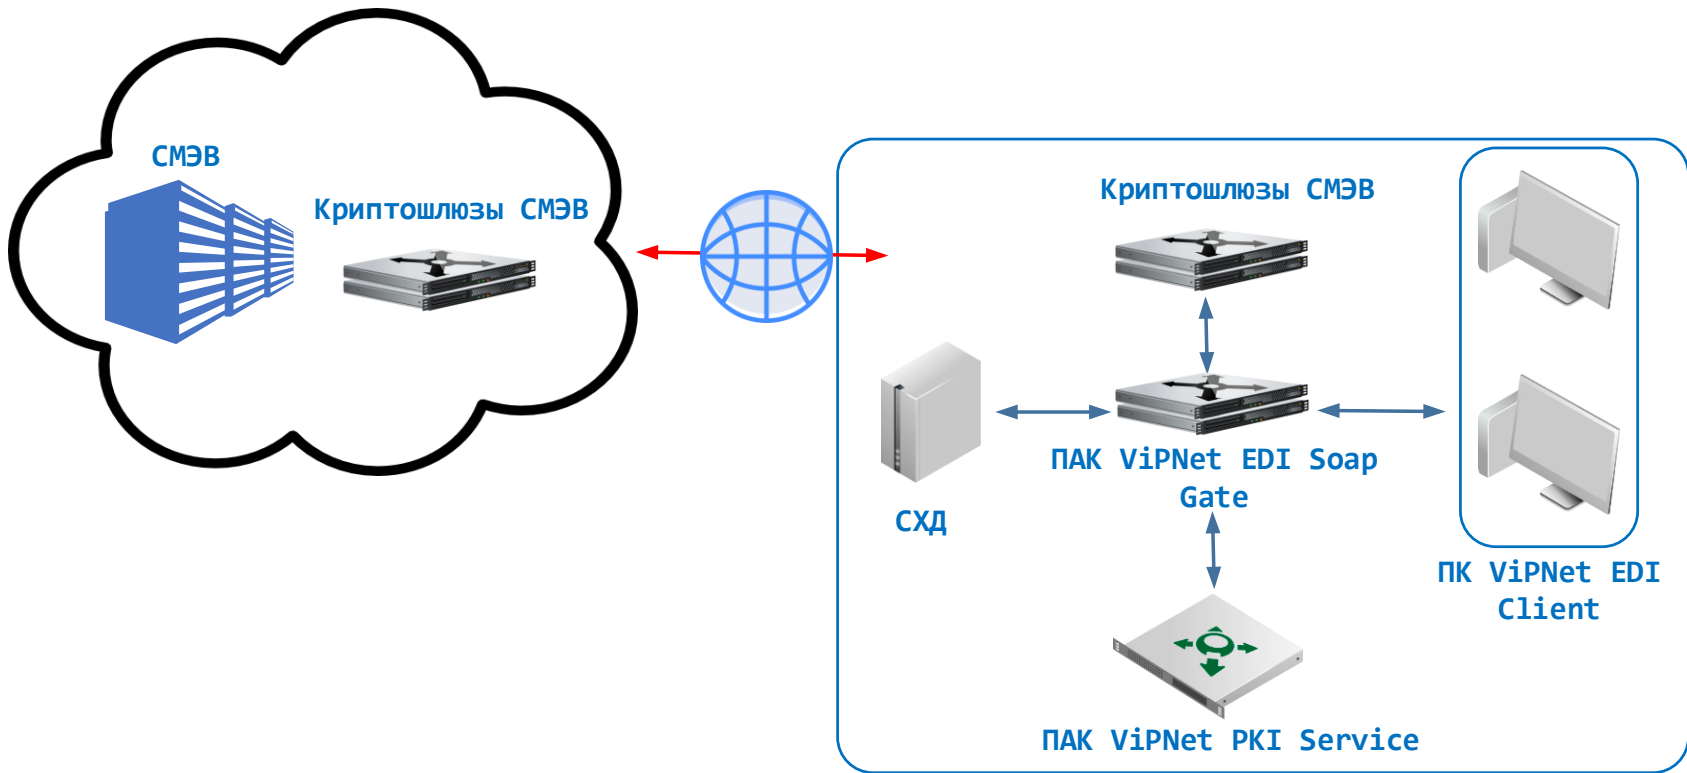 СМЭВ
Криптошлюзы СМЭВ
Криптошлюзы СМЭВ
ПАК ViPNet EDI Soap
Gate
СХД
ПК ViPNet EDI
Client
ПАК ViPNet PKI Service